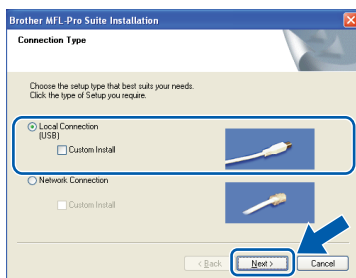 Brother MFL-Pro Suite Installation
Connection Type
Choose the setup type that best suits your needs.
Click the type of Setup you require.
Local Connection
(USB)
Custom Install
Network Connection
Custom Install
< Back
Next >
Cancel